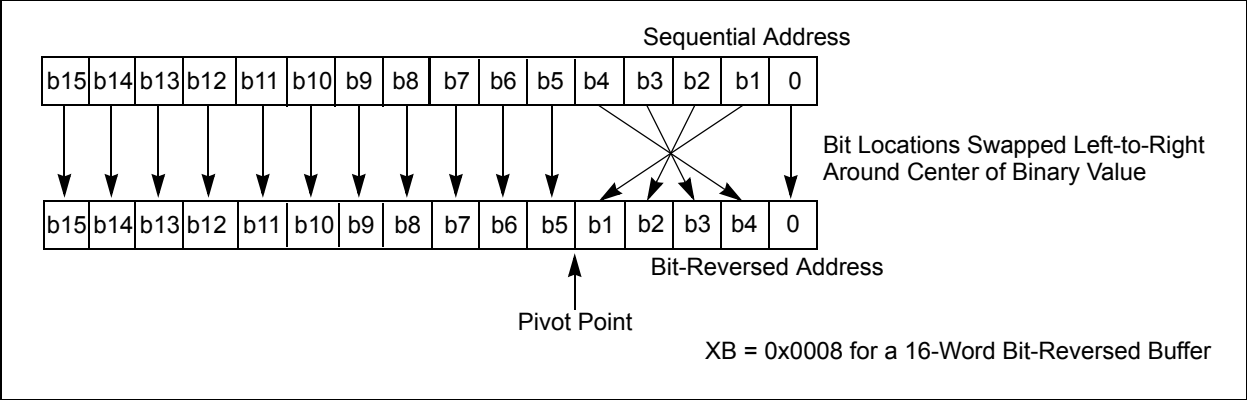 Sequential Address
b15 b14 b13 b12 b11 b10 b9 b8 b7 b6 b5 b4 b3 b2 b1 0
Bit Locations Swapped Left-to-Right
Around Center of Binary Value
b15 b14 b13 b12 b11 b10 b9 b8 b7 b6 b5 b1 b2 b3 b4 0
Bit-Reversed Address
Pivot Point
XB = 0x0008 for a 16-Word Bit-Reversed Buffer